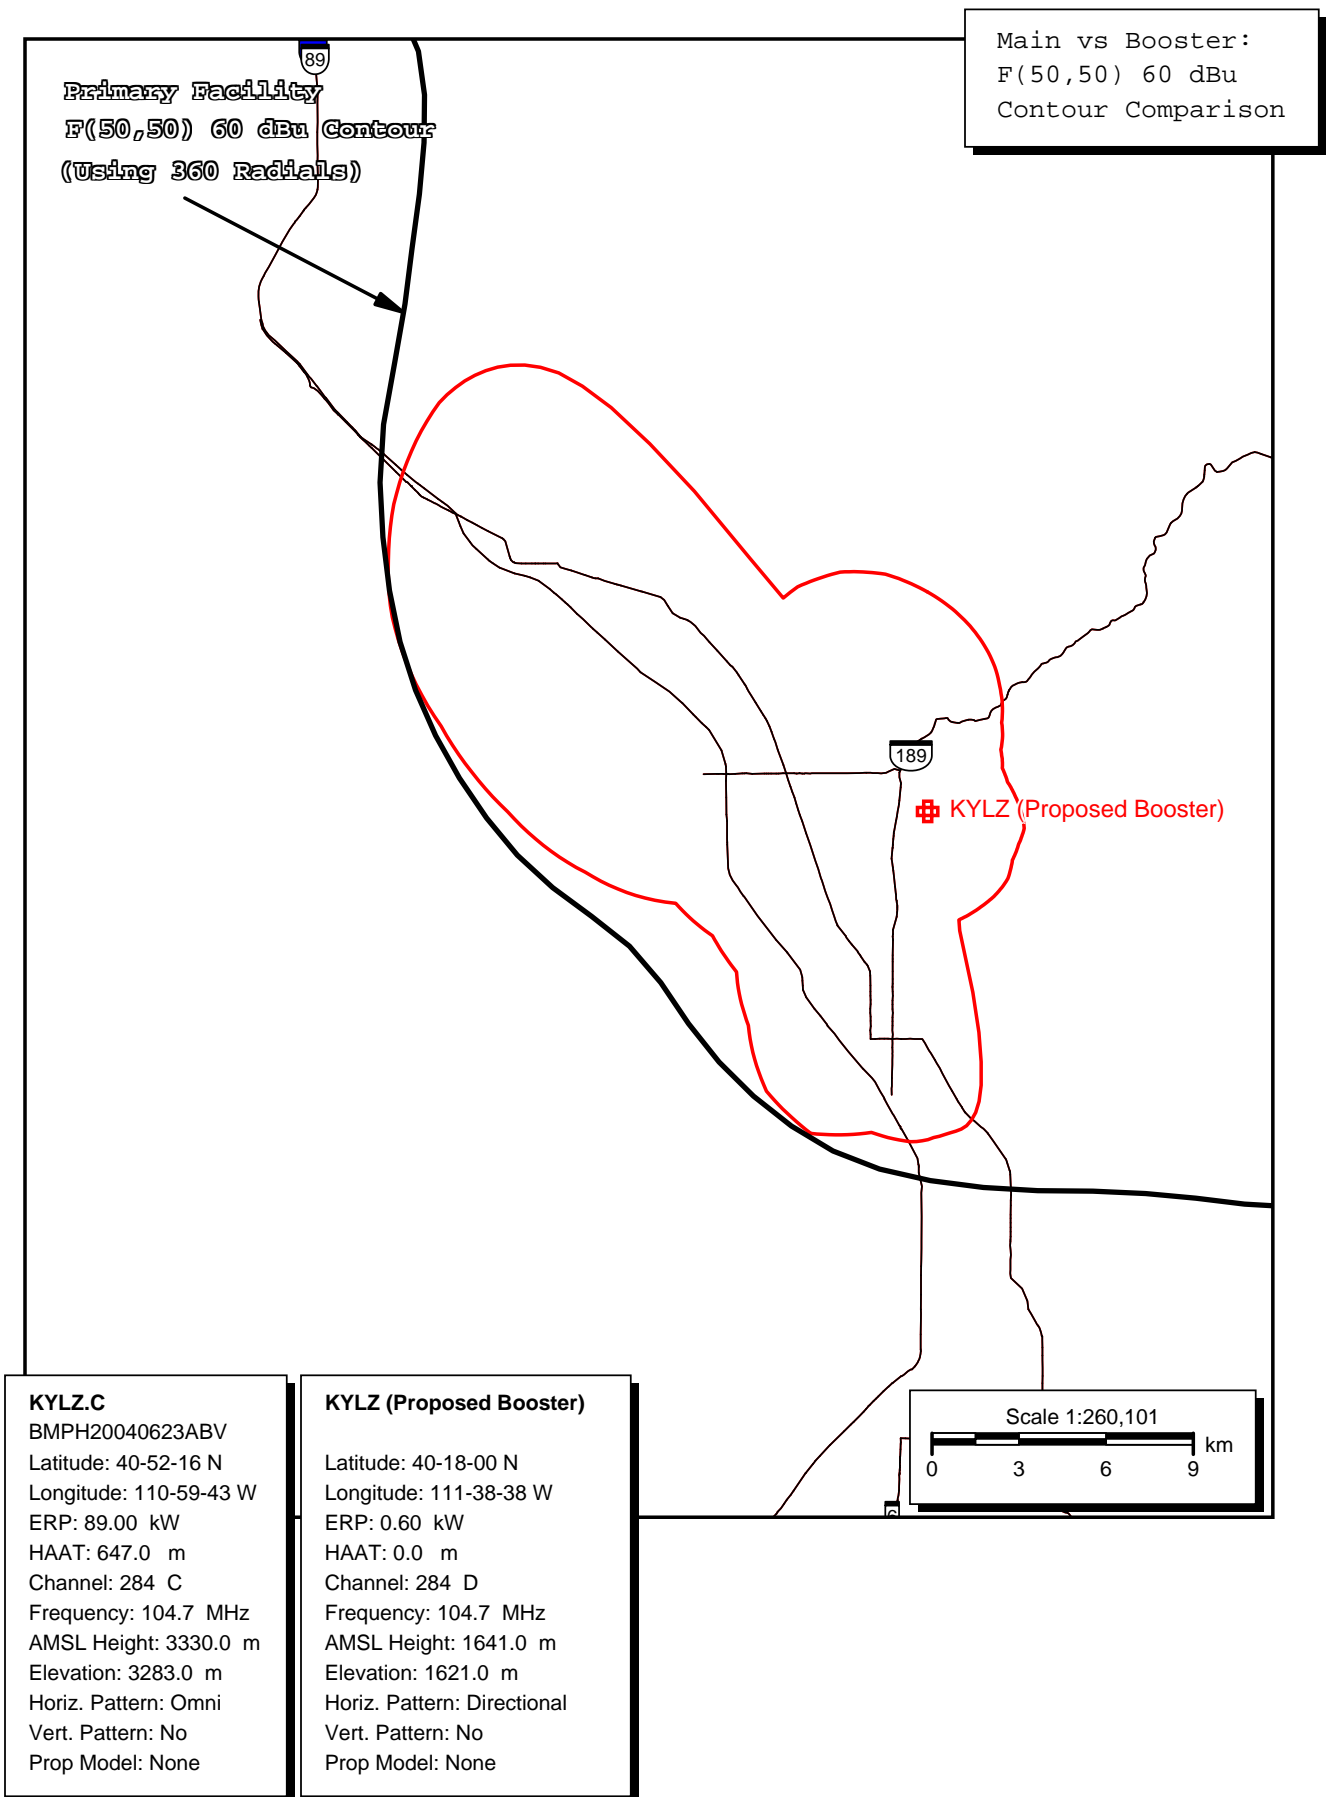 Main vs Booster:
F(50,50) 60 dBu
Contour Comparison
89
Primary Facility
F(50,50) 60 dBu Contour
(Using 360 Radials)
189
KYLZ (Proposed Booster)
KYLZ.C
BMPH20040623ABV
Latitude: 40-52-16 N
Longitude: 110-59-43 W
ERP: 89.00 kW
HAAT: 647.0 m
Channel: 284 C
Frequency: 104.7 MHz
AMSL Height: 3330.0 m
Elevation: 3283.0 m
Horiz. Pattern: Omni
Vert. Pattern: No
Prop Model: None
KYLZ (Proposed Booster)
Latitude: 40-18-00 N
Longitude: 111-38-38 W
ERP: 0.60 kW
HAAT: 0.0 m
Channel: 284 D
Frequency: 104.7 MHz
AMSL Height: 1641.0 m
Elevation: 1621.0 m
Horiz. Pattern: Directional
Vert. Pattern: No
Prop Model: None
Scale 1:260,101
km
0 3 6 9